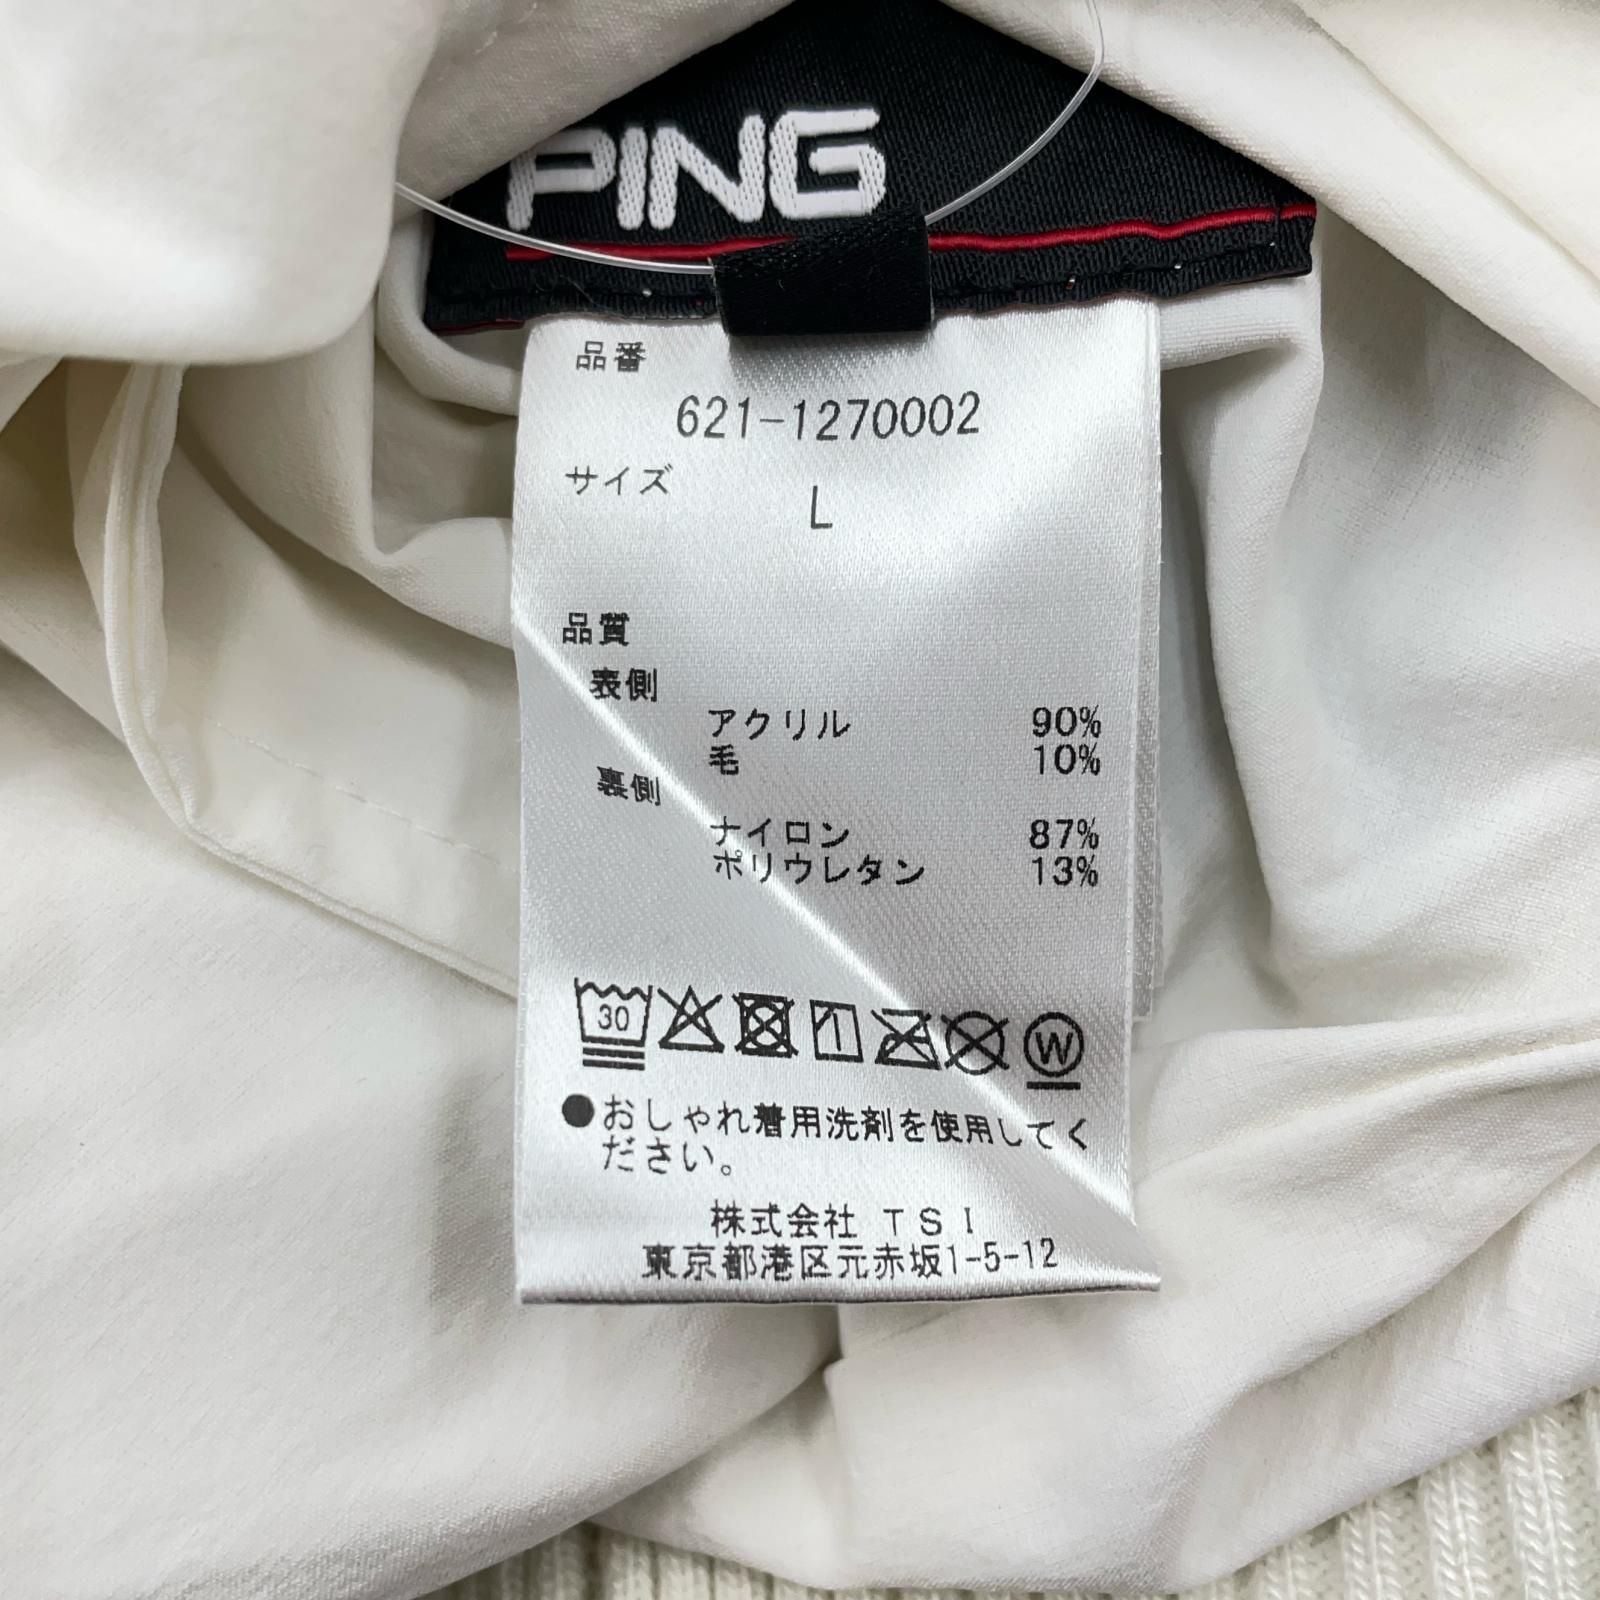 PING
品番
621-1270002
サイズ
L
品質
表側
アクリル 90%
毛 10%
裏側
ナイロン 87%
ポリウレタン 13%
30
W
●おしゃれ着用洗剤を使用してく
ださい。
株式会社 TSI
東京都港区元赤坂1-5-12